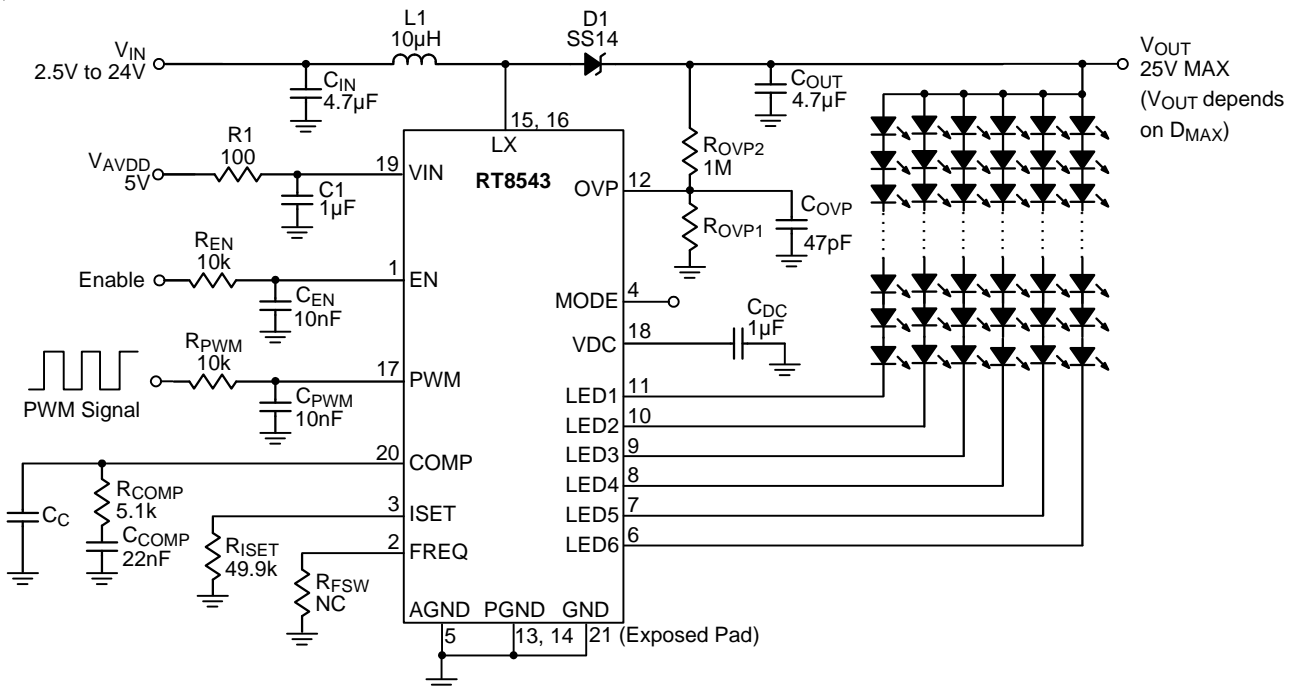 L1
10µH
D1
SS14
VIN
2.5V to 24V
CIN
4.7µF
COUT
4.7µF
VOUT
25V MAX
(VOUT depends
on DMAX)
15, 16
LX
RT8543
R1
100
VAVDD
5V
19
VIN
C1
1µF
ROVP2
1M
12
OVP
COVP
47pF
ROVP1
REN
10k
Enable
1
EN
CEN
10nF
4
MODE
CDC
1µF
18
VDC
RPWM
10k
17
PWM
PWM Signal
CPWM
10nF
11
LED1
10
LED2
9
LED3
8
LED4
7
LED5
6
LED6
20
COMP
RCOMP
5.1k
CC
CCOMP
22nF
3
ISET
RISET
49.9k
2
FREQ
RFSW
NC
AGND PGND GND
5
13, 14
21 (Exposed Pad)